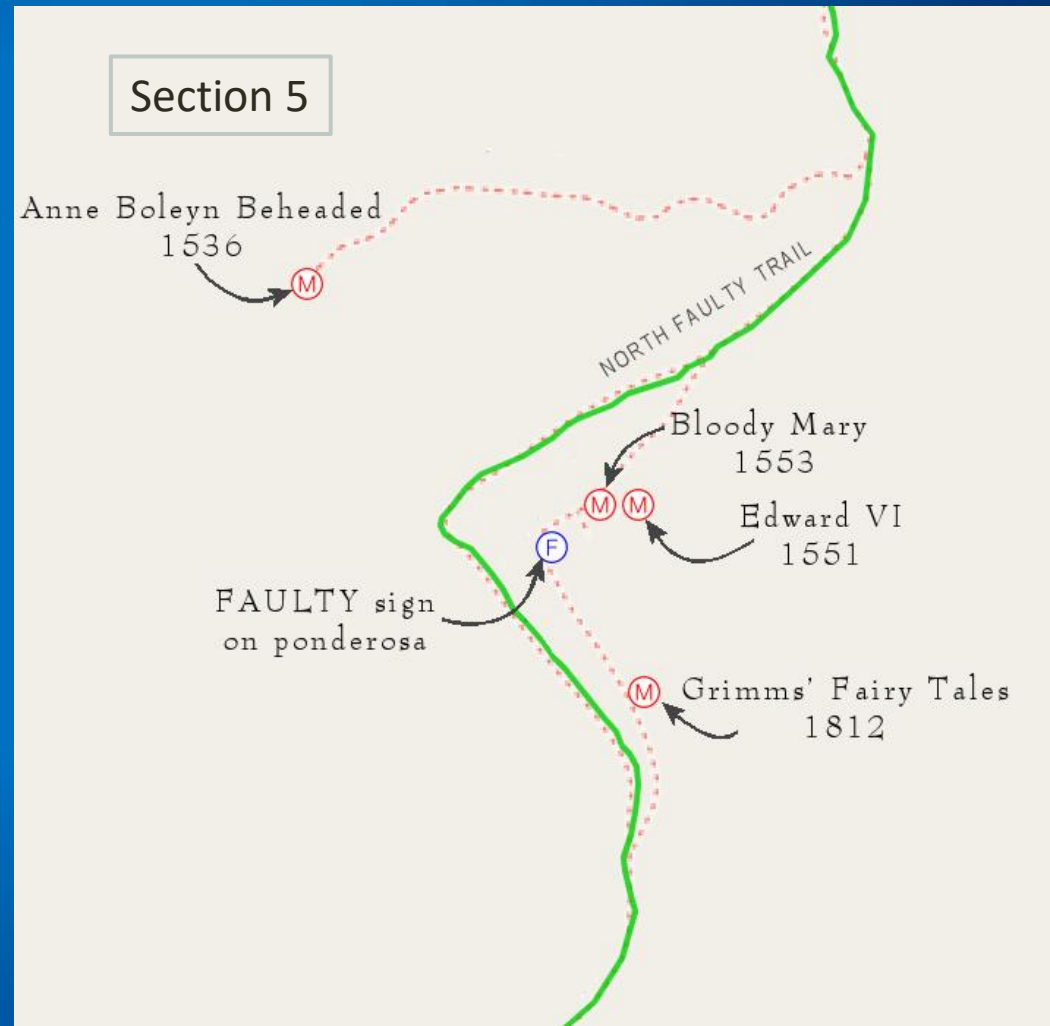 Section 5
Anne Boleyn Beheaded
1536
M
NORTH FAULTY TRAIL
Bloody Mary
1553
M
M
Edward VI
1551
F
FAULTY sign
on ponderosa
M
Grimms' Fairy Tales
1812